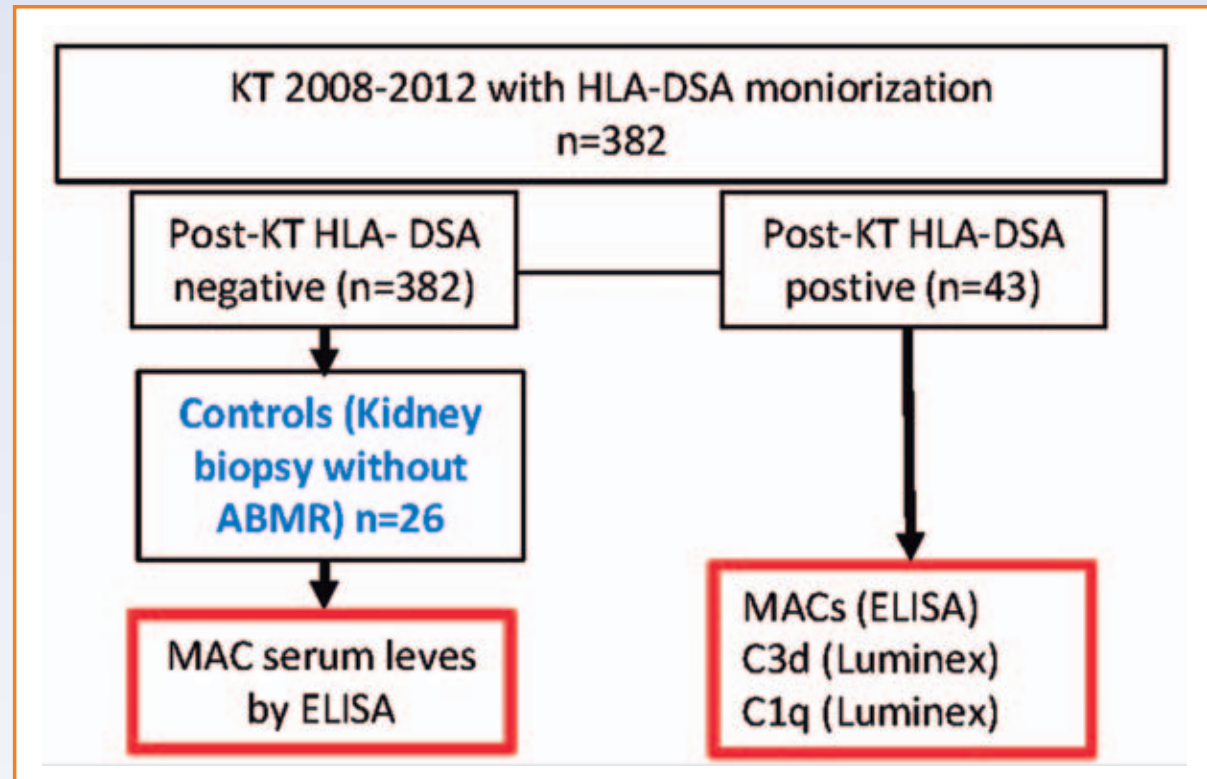 KT 2008-2012 with HLA-DSA moniorization
n=382
Post-KT HLA- DSA
negative (n=382)
Post-KT HLA-DSA
postive (n=43)
Controls (Kidney
biopsy without
ABMR) n=26
MAC serum leves
by ELISA
MACs (ELISA)
C3d (Luminex)
C1q (Luminex)